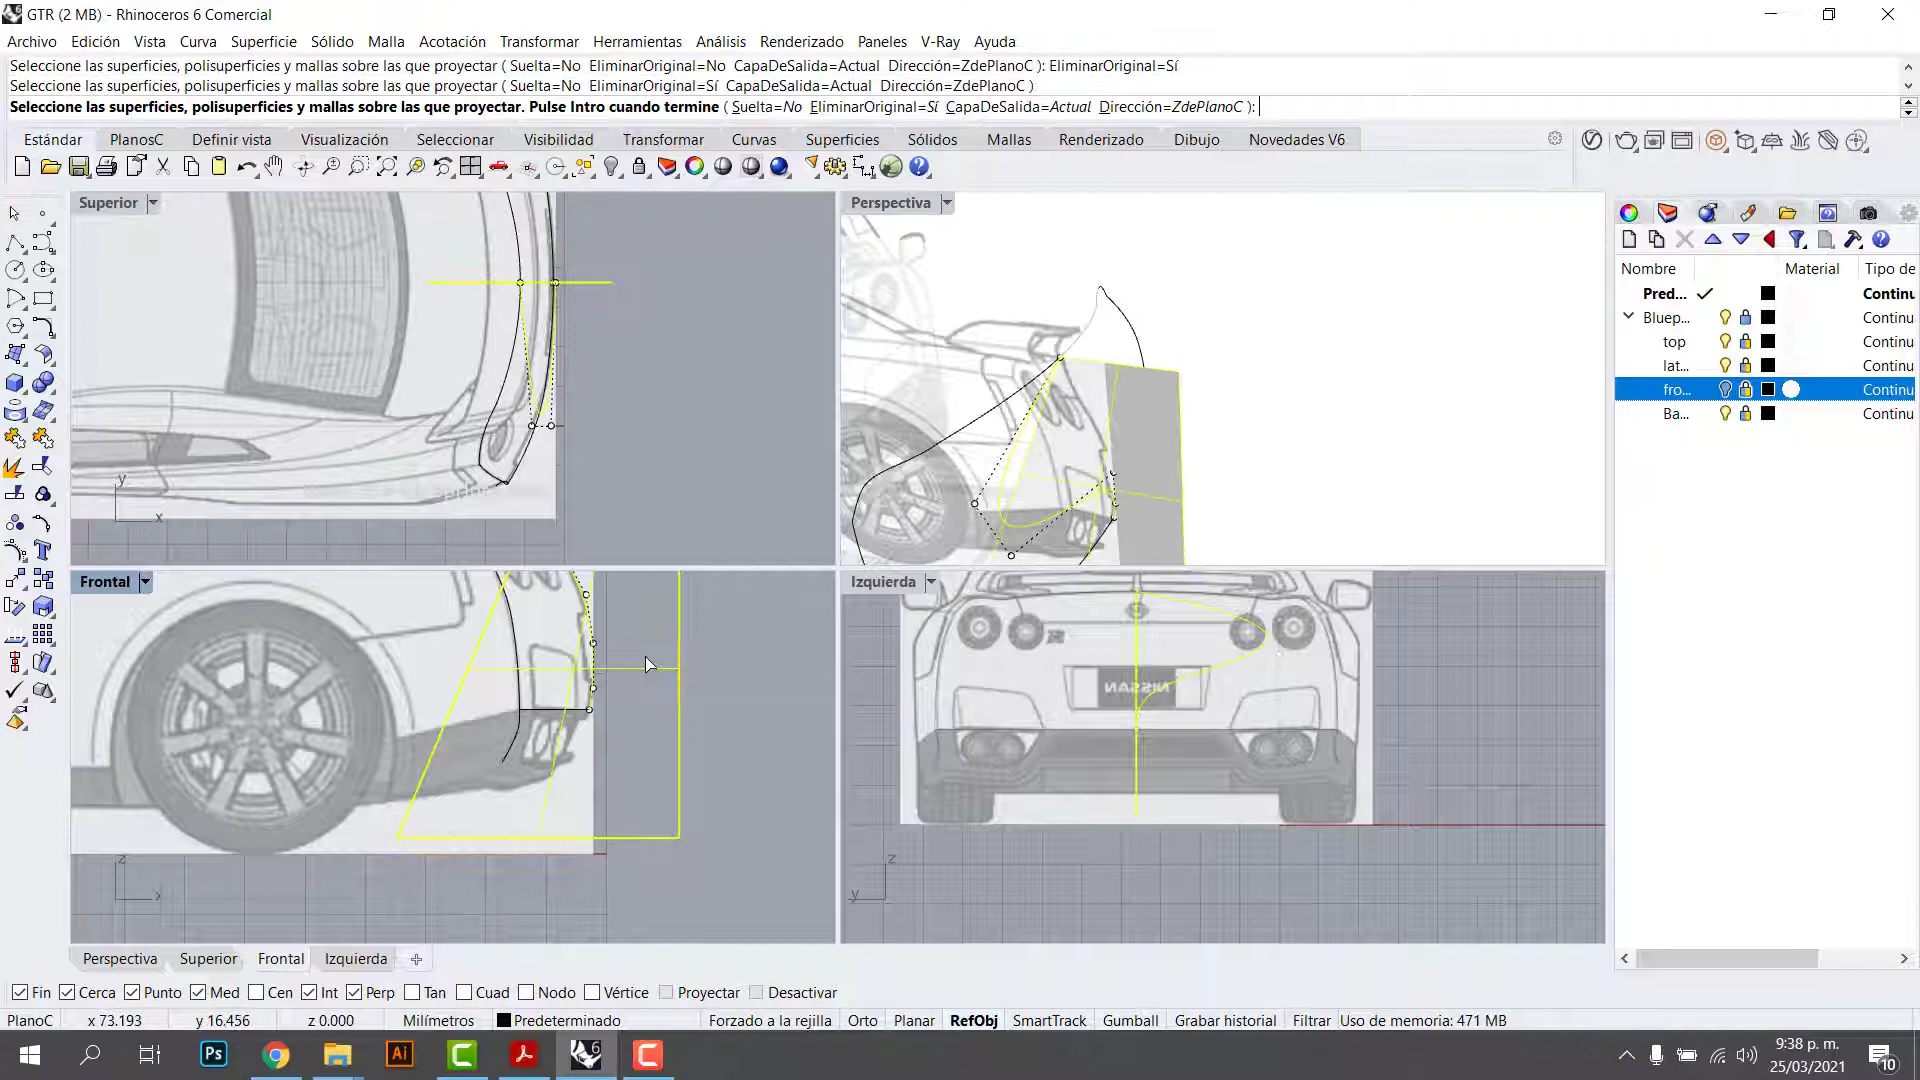 GTR (2 MB) - Rhinoceros 6 Comercial
Archivo Edición Vista Curva Superficie Sólido Malla Acotación Transformar Herramientas Análisis Renderizado Paneles V-Ray Ayuda
Seleccione las superficies, polisuperficies y mallas sobre las que proyectar ( Suelta=No EliminarOriginal=No CapaDeSalida=Actual Dirección=ZdePlanoC ): EliminarOriginal=Sí
Seleccione las superficies, polisuperficies y mallas sobre las que proyectar ( Suelta=No EliminarOriginal=Sí CapaDeSalida=Actual Dirección=ZdePlanoC )
Seleccione las superficies, polisuperficies y mallas sobre las que proyectar. Pulse Intro cuando termine ( Suelta=No EliminarOriginal=Sí CapaDeSalida=Actual Dirección=ZdePlanoC ):
Estándar PlanosC Definir vista Visualización Seleccionar Visibilidad Transformar Curvas Superficies Sólidos Mallas Renderizado Dibujo Novedades V6
Superior
Perspectiva
Nombre Material Tipo de
Pred... Continu
Bluep... Continu
top Continu
lat... Continu
fro... Continu
Ba... Continu
y
x
Frontal
Izquierda
NISSAN
z
z
y
Perspectiva Superior Frontal Izquierda
Fin Cerca Punto Med Cen Int Perp Tan Cuad Nodo Vértice Proyectar Desactivar
PlanoC x 73.193 y 16.456 z 0.000 Milímetros Predeterminado Forzado a la rejilla Orto Planar RefObj SmartTrack Gumball Grabar historial Filtrar Uso de memoria: 471 MB
Ps Ai 6
9:38 p. m.
25/03/2021
10